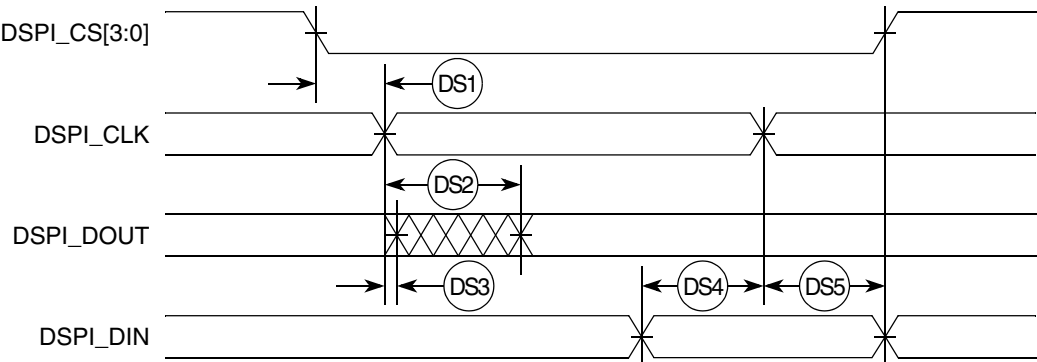 DSPI_CS[3:0]
DS1
DSPI_CLK
DS2
DSPI_DOUT
DS3
DS4
DS5
DSPI_DIN